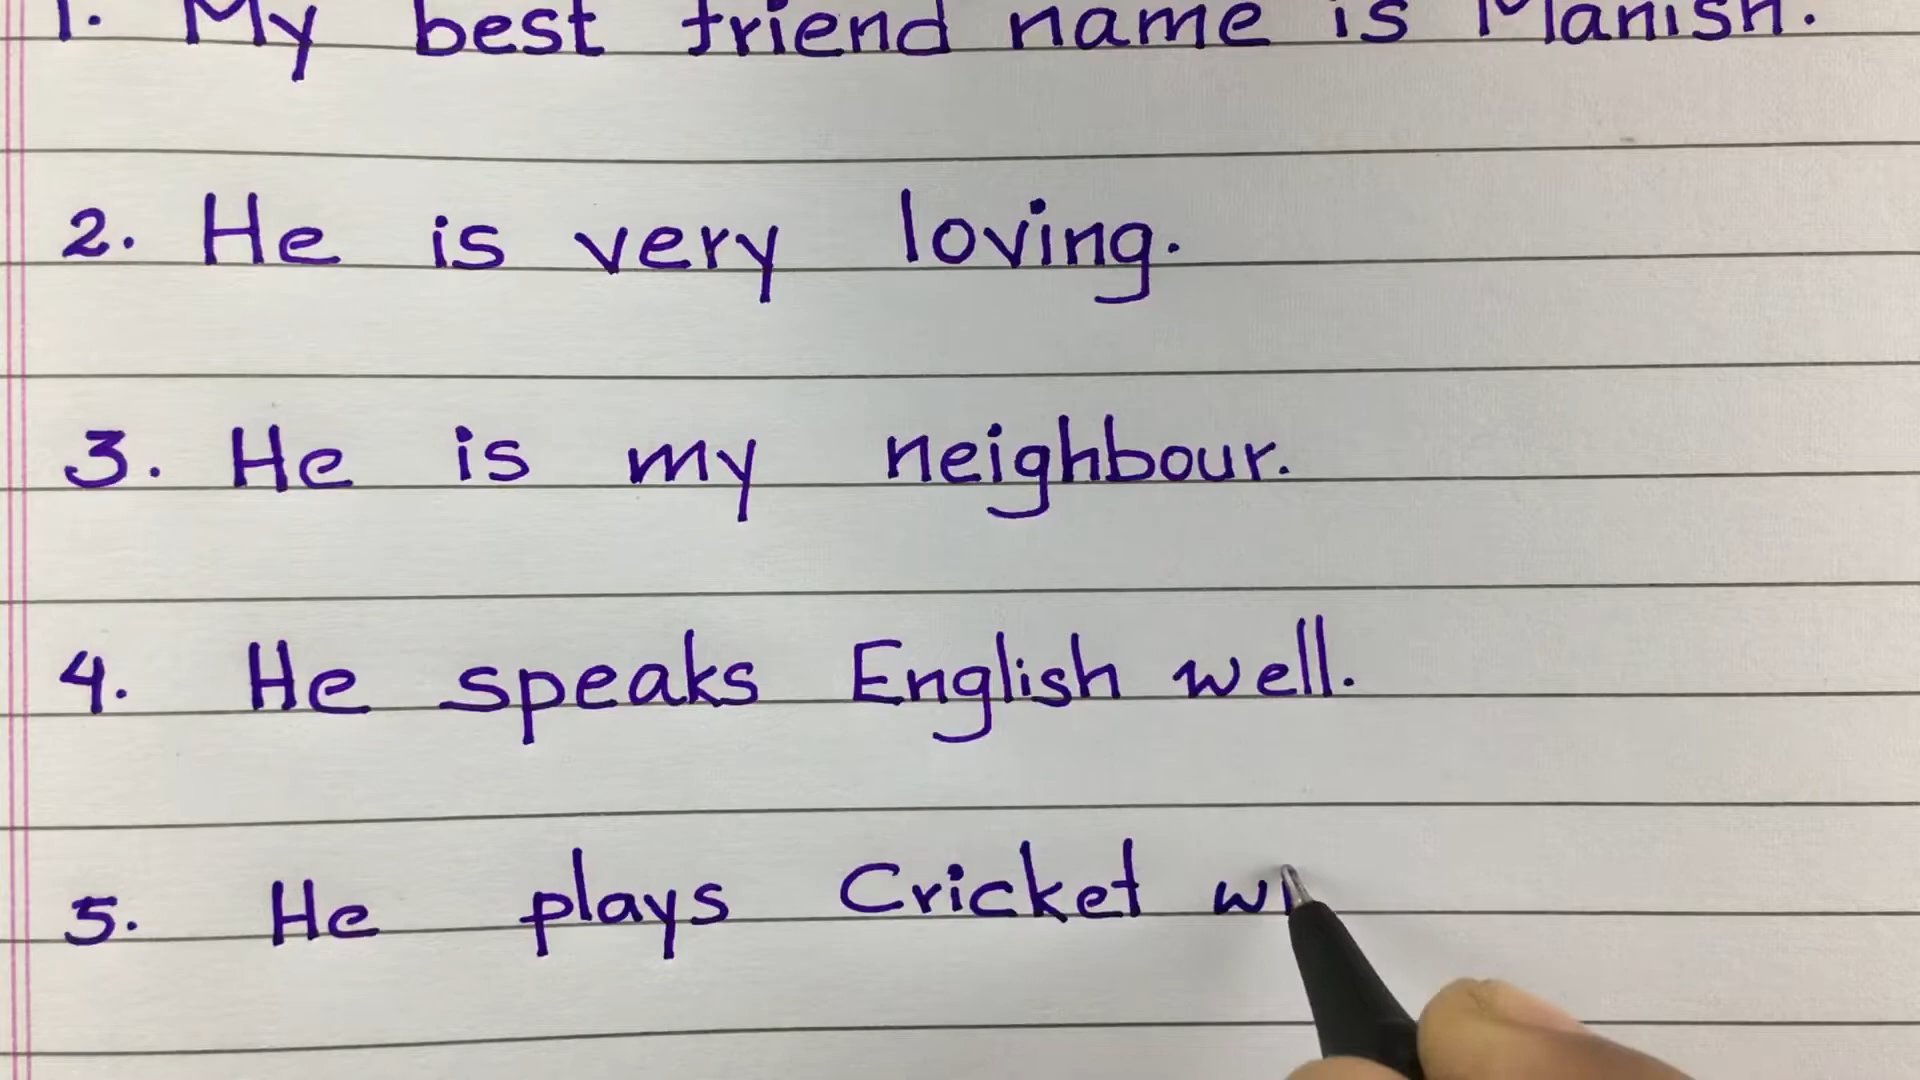 1. My best friend name is Manish.
2. He is very loving.
3. He is my neighbour.
4. He speaks English well.
5. He plays Cricket